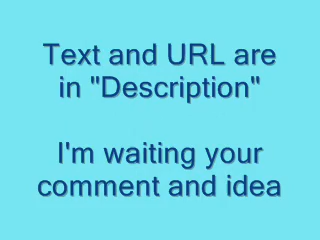 Text and URL are
in "Description"
I'm waiting your
comment and idea